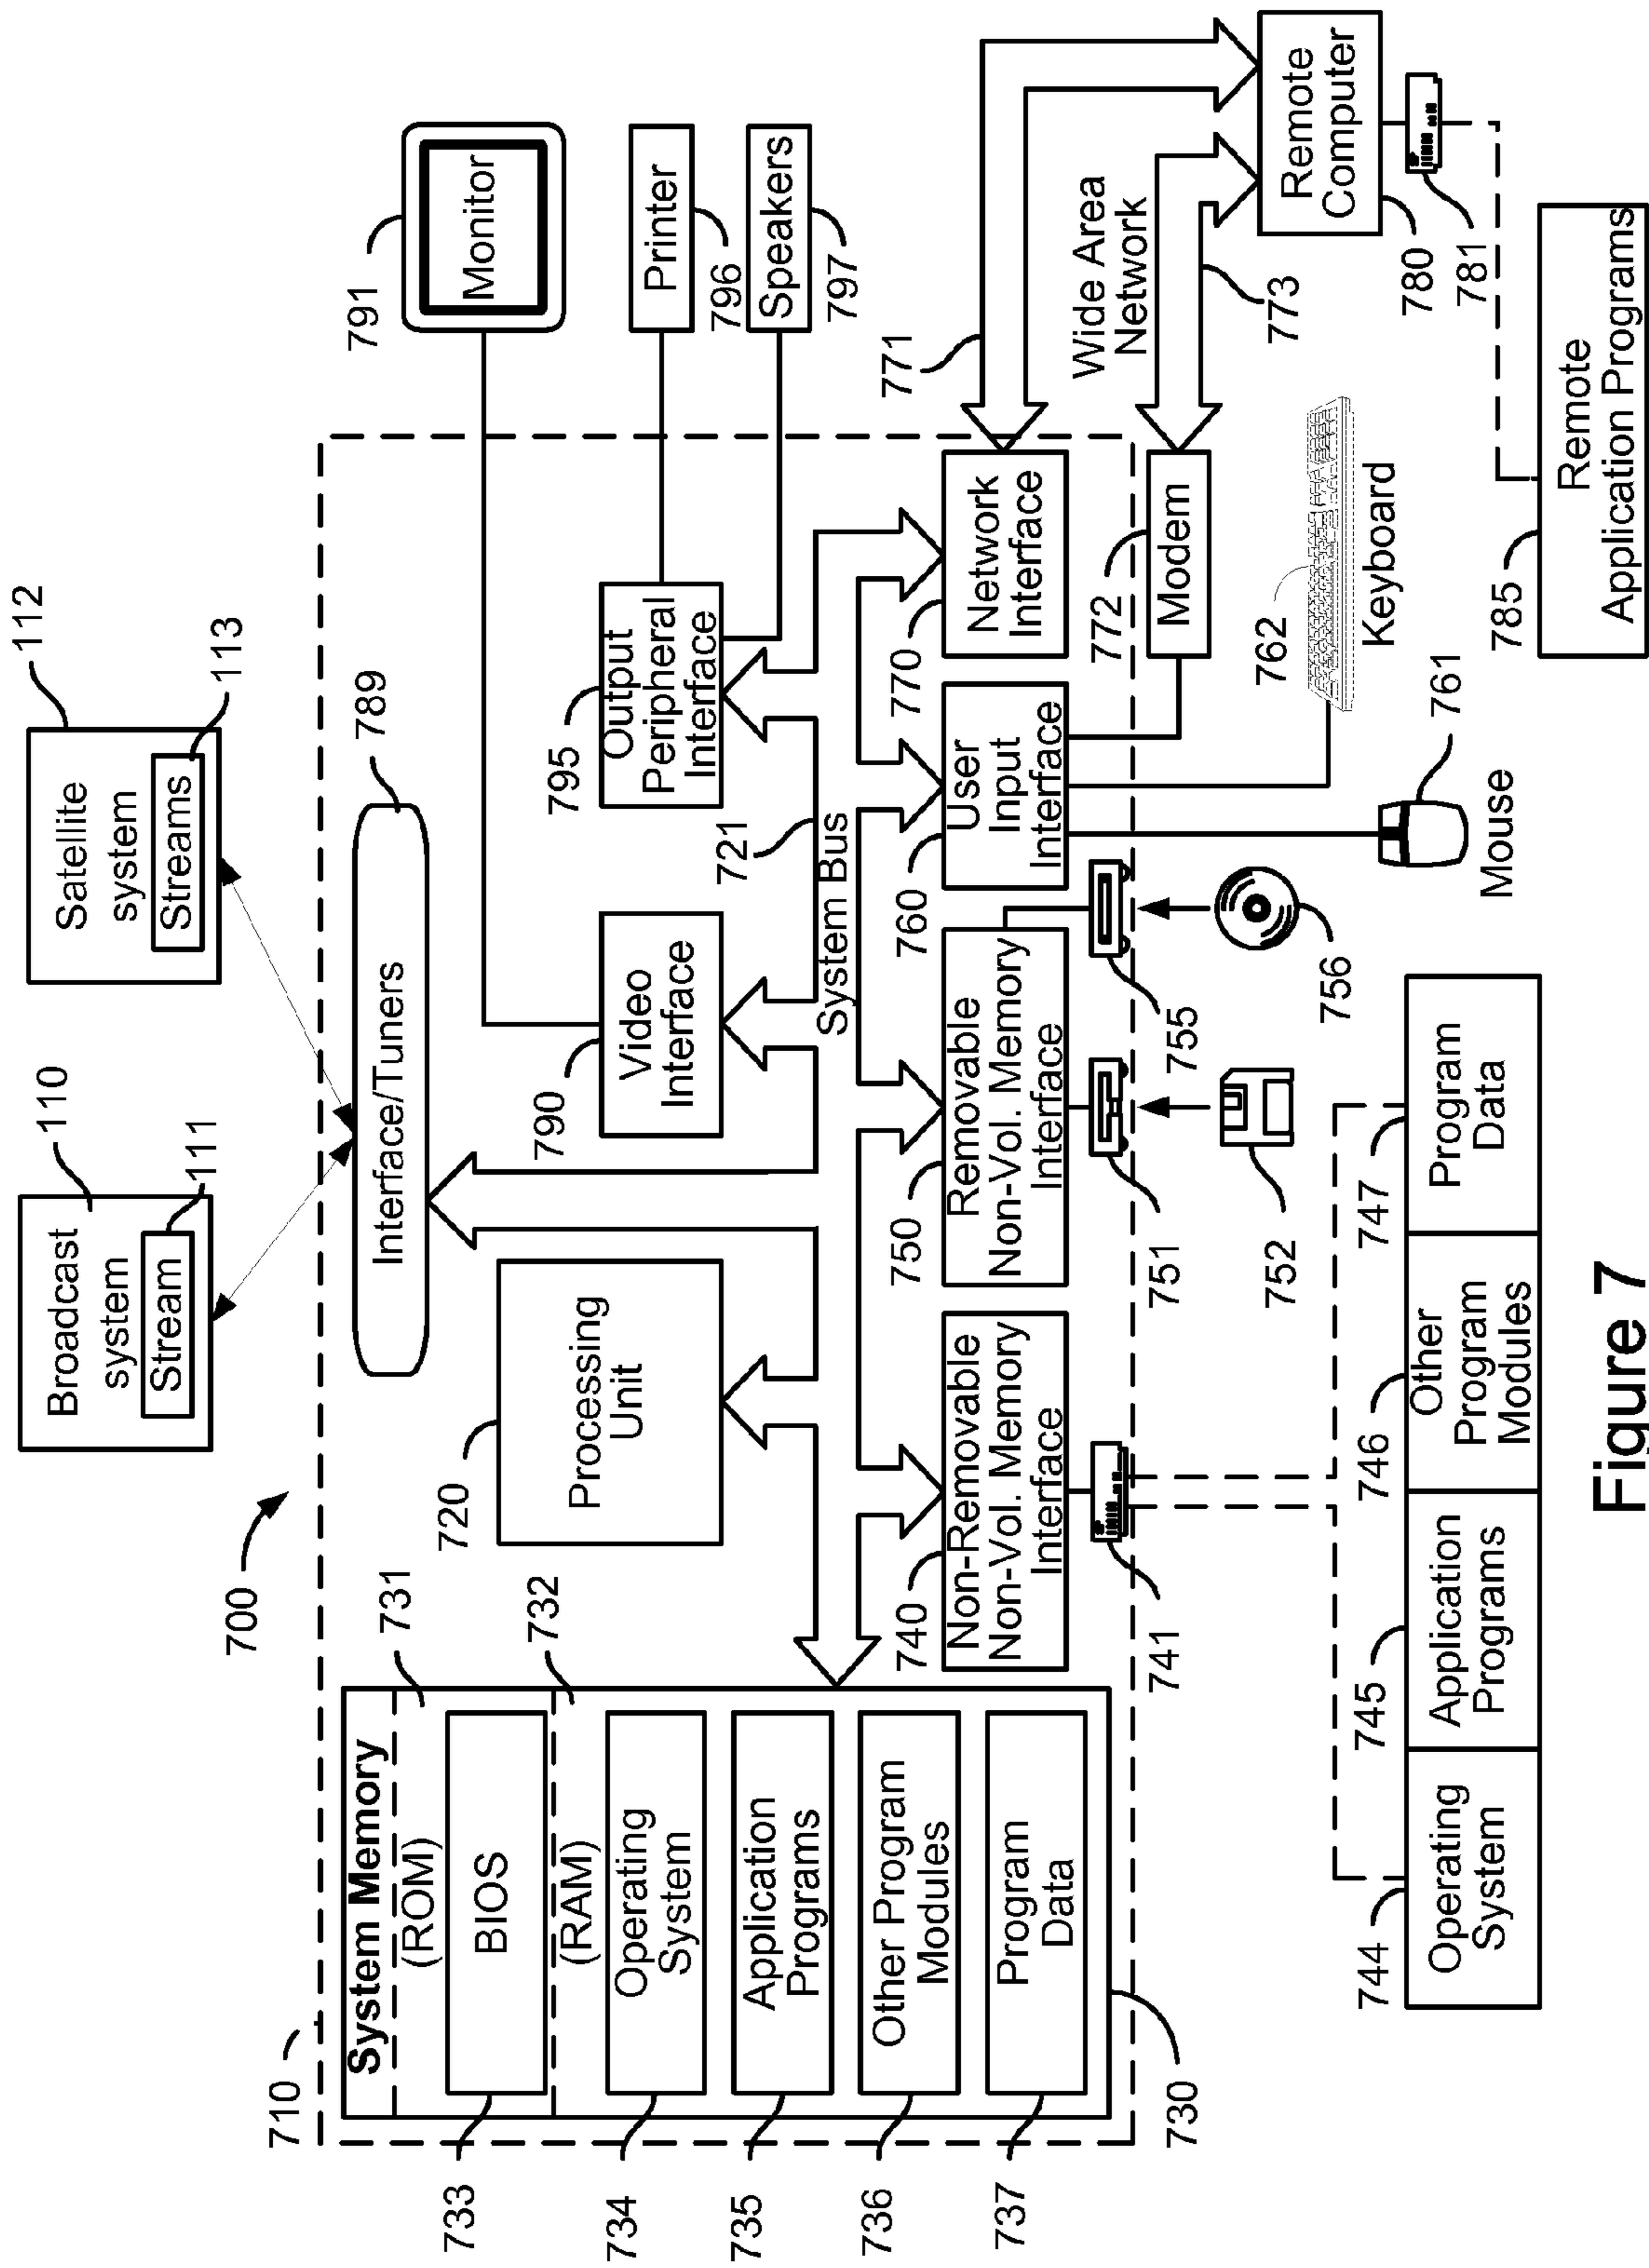 Broadcast
system
Stream
110
111
Satellite
system
Streams
112
113
700
710
Interface/Tuners
789
System Memory
(ROM)
731
BIOS
733
(RAM)
732
Operating
System
734
Application
Programs
735
Other Program
Modules
736
Program
Data
737
730
Processing
Unit
720
Video
Interface
790
Output
Peripheral
Interface
795
Monitor
791
Printer
796
Speakers
797
721
System Bus
Non-Removable
Non-Vol. Memory
Interface
740
Removable
Non-Vol. Memory
Interface
750
User
Input
Interface
760
Network
Interface
770
771
741
751
755
752
756
Modem
772
Wide Area
Network
773
Mouse
761
Keyboard
762
Remote
Computer
780
781
Remote
Application Programs
785
Operating
System
744
Application
Programs
745
Other
Program
Modules
746
Program
Data
747
Figure 7